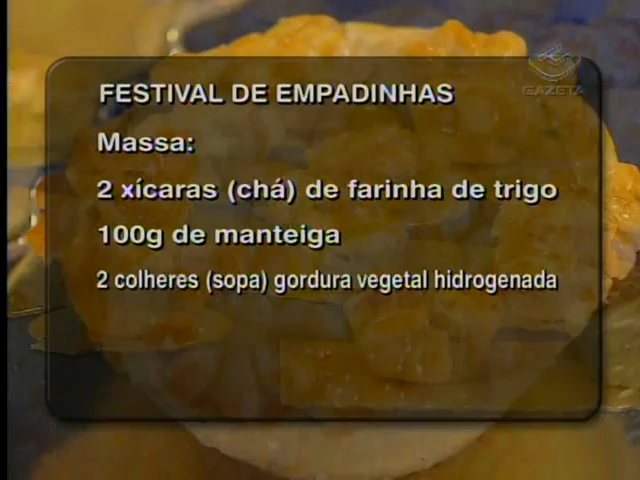 GAZETA
FESTIVAL DE EMPADINHAS
Massa:
2 xícaras (chá) de farinha de trigo
100g de manteiga
2 colheres (sopa) gordura vegetal hidrogenada